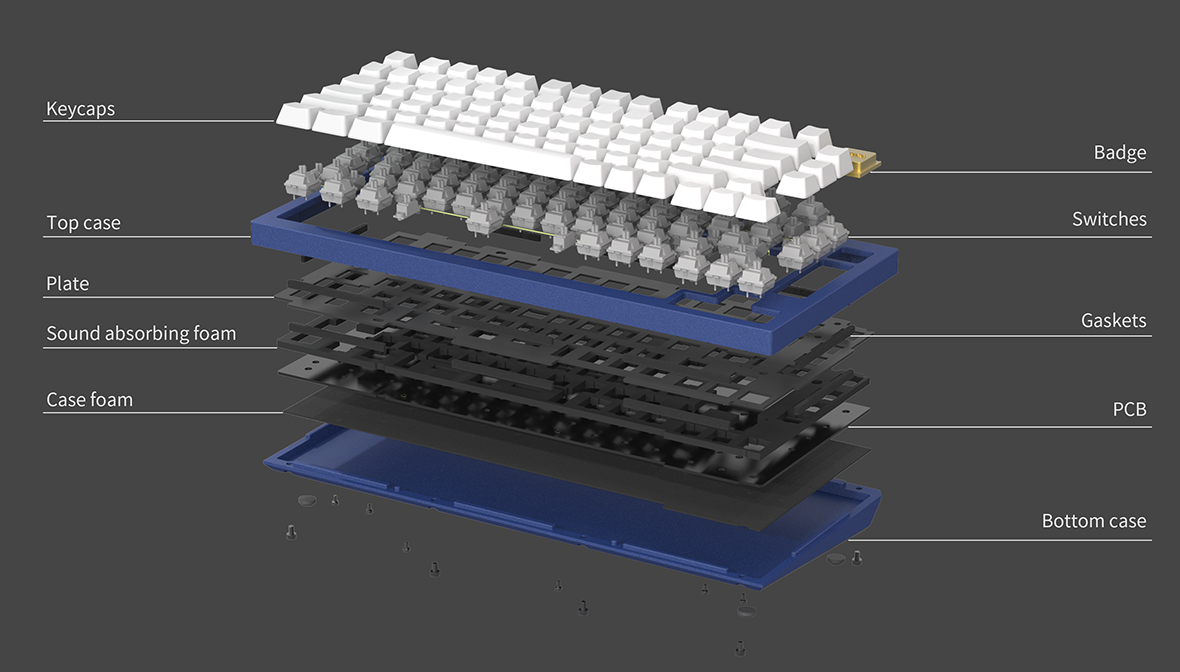 Keycaps
Badge
Top case
Switches
Plate
Gaskets
Sound absorbing foam
Case foam
PCB
Bottom case